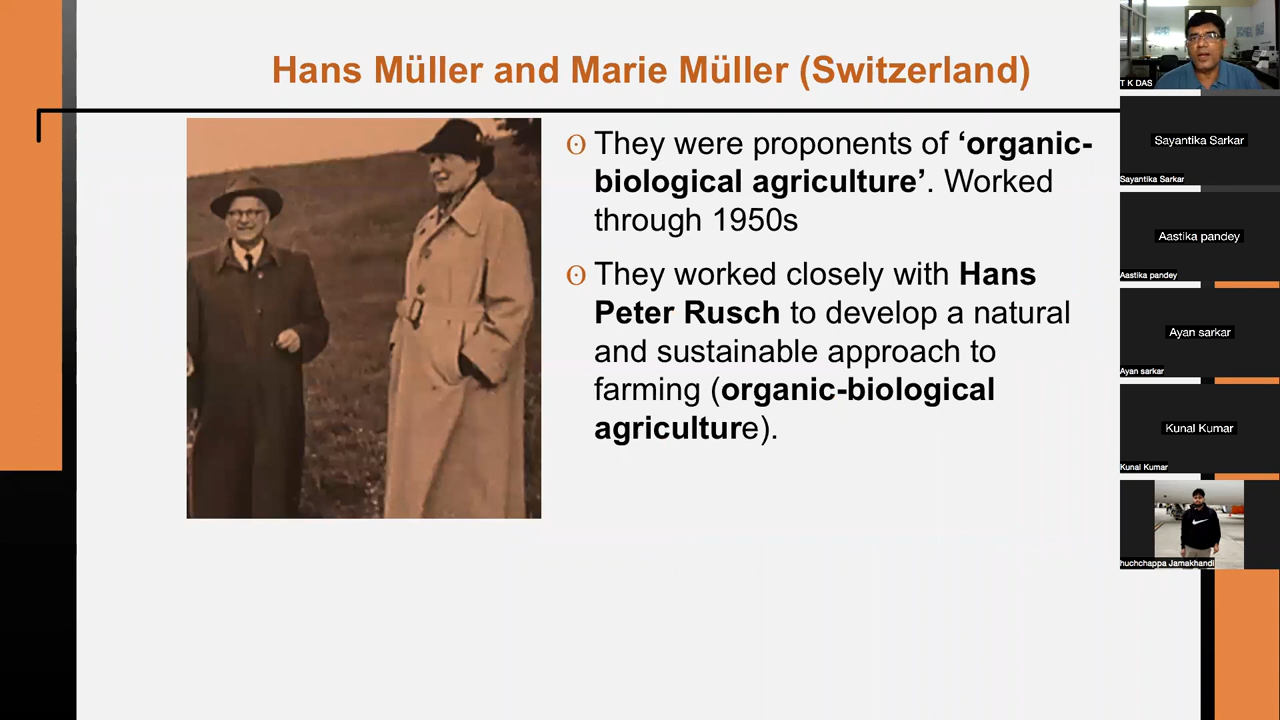 Hans Müller and Marie Müller (Switzerland)
They were proponents of ‘organic-
biological agriculture’. Worked
through 1950s
They worked closely with Hans
Peter Rusch to develop a natural
and sustainable approach to
farming (organic-biological
agriculture).
T K DAS
Sayantika Sarkar
Sayantika Sarkar
Aastika pandey
Aastika pandey
Ayan sarkar
Ayan sarkar
Kunal Kumar
Kunal Kumar
huchchappa Jamakhandi